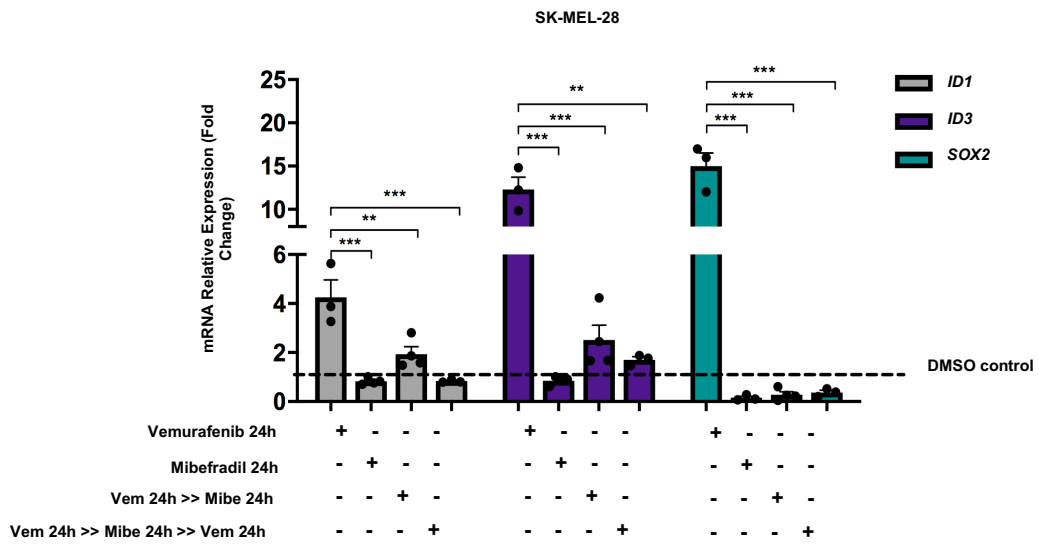 SK-MEL-28
mRNA Relative Expression (Fold
Change)
25
20
15
10
6
4
2
0
***
**
***
***
***
**
***
***
***
ID1
ID3
SOX2
DMSO control
Vemurafenib 24h + - - - + - - - + - - -
Mibefradil 24h - + - - - + - - - + - -
Vem 24h >> Mibe 24h - - + - - - + - - - + -
Vem 24h >> Mibe 24h >> Vem 24h - - - + - - - + - - - +